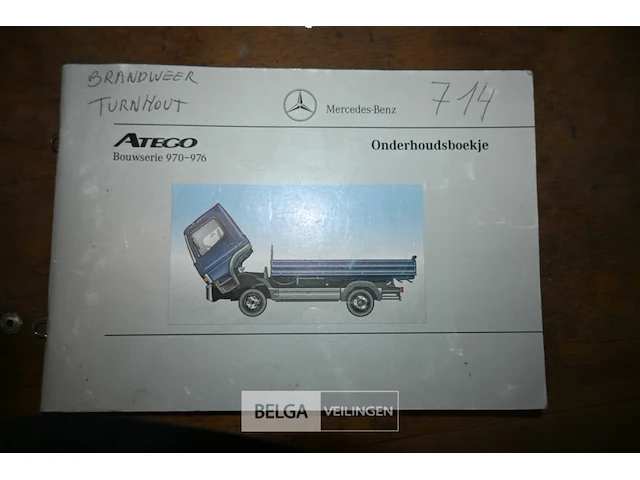 BRANDWEER
TURNHOUT
Mercedes-Benz
714
ATEGO
Onderhoudsboekje
Bouwserie 970-976
BELGA VEILINGEN